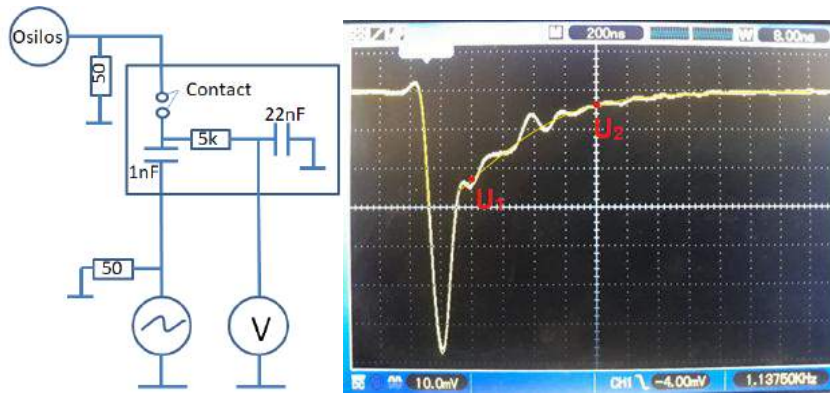 Osilos
50
Contact
22nF
5k
1nF
50
V
M 200ns
W 8.00ns
U1
U2
10.0mV
CH1 -4.00mV
1.13750KHz